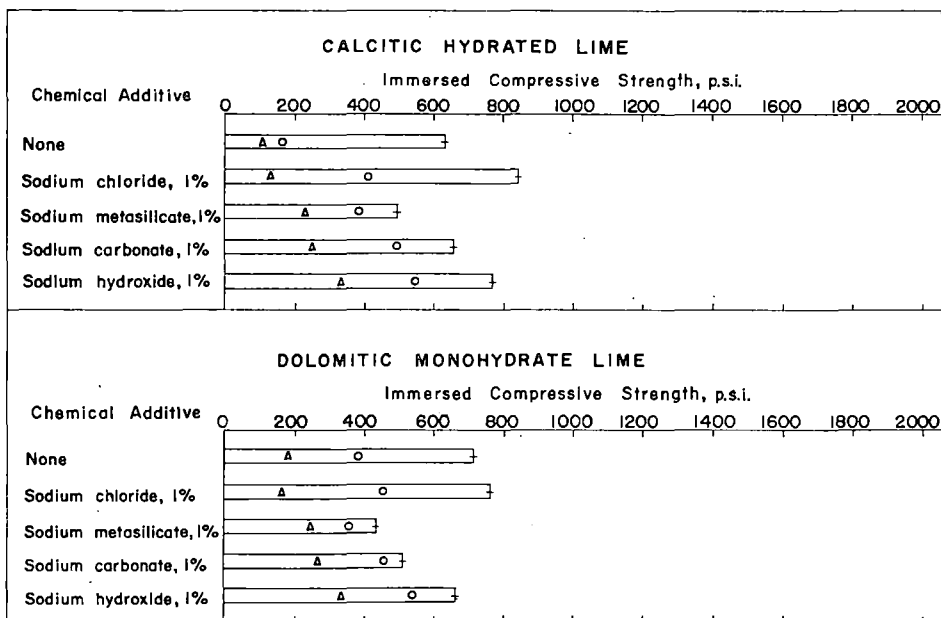 CALCITIC HYDRATED LIME
Immersed Compressive Strength, p.s.i.
Chemical Additive
0 200 400 600 800 1000 1200 1400 1600 1800 2000
None
Sodium chloride, 1%
Sodium metasilicate, 1%
Sodium carbonate, 1%
Sodium hydroxide, 1%
DOLOMITIC MONOHYDRATE LIME
Immersed Compressive Strength, p.s.i.
Chemical Additive
0 200 400 600 800 1000 1200 1400 1600 1800 2000
None
Sodium chloride, 1%
Sodium metasilicate, 1%
Sodium carbonate, 1%
Sodium hydroxide, 1%